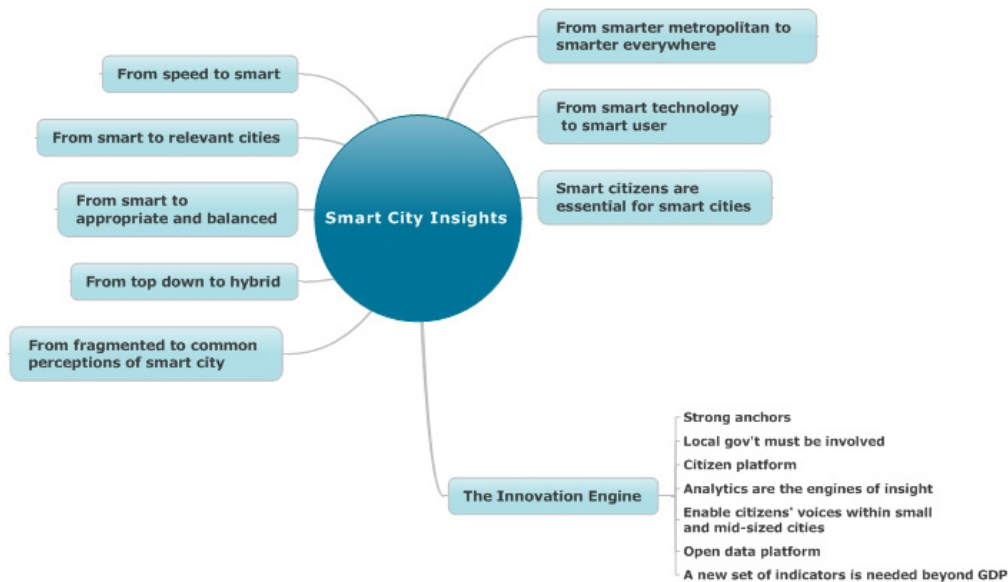 From smarter metropolitan to
smarter everywhere
From speed to smart
From smart technology
to smart user
From smart to relevant cities
Smart citizens are
essential for smart cities
From smart to
appropriate and balanced
Smart City Insights
From top down to hybrid
From fragmented to common
perceptions of smart city
The Innovation Engine
Strong anchors
Local gov't must be involved
Citizen platform
Analytics are the engines of insight
Enable citizens' voices within small
and mid-sized cities
Open data platform
A new set of indicators is needed beyond GDP